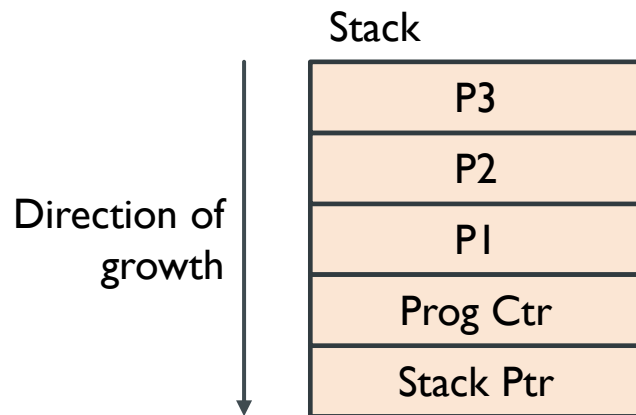 Stack
P3
P2
P1
Direction of
growth
Prog Ctr
Stack Ptr